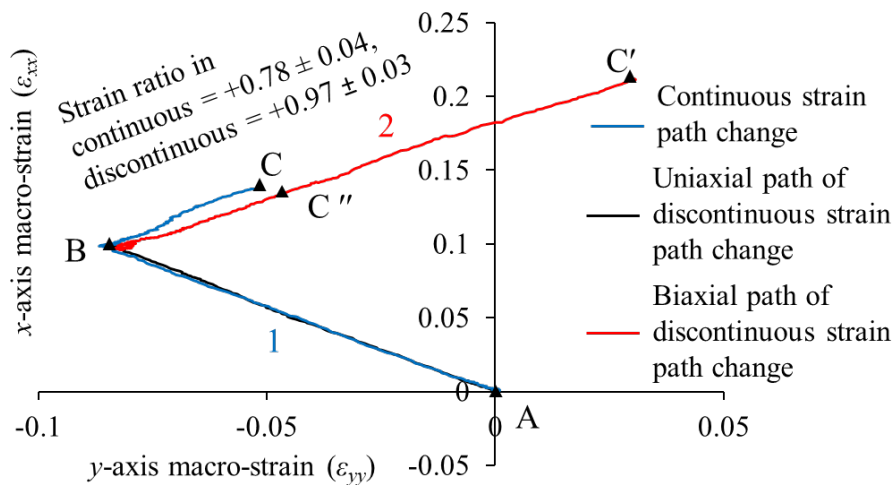 0.25
0.2
0.15
0.1
0.05
0
-0.05
-0.1
-0.05
0
0.05
x-axis macro-strain (εxx)
y-axis macro-strain (εyy)
Strain ratio in
continuous = +0.78 ± 0.04,
discontinuous = +0.97 ± 0.03
A
B
C
C′
C″
1
2
Continuous strain
path change
Uniaxial path of
discontinuous strain
path change
Biaxial path of
discontinuous strain
path change